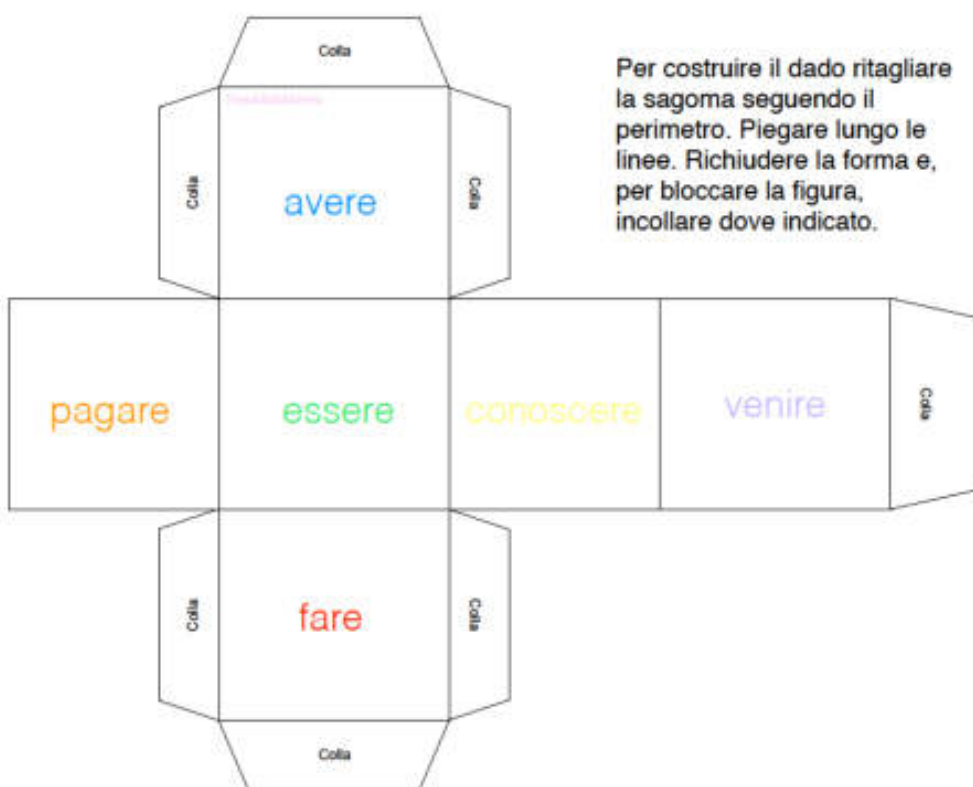 Colla
Per costruire il dado ritagliare
la sagoma seguendo il
perimetro. Piegare lungo le
linee. Richiudere la forma e,
per bloccare la figura,
incollare dove indicato.
Colla
avere
Colla
pagare
essere
conoscere
venire
Colla
Colla
fare
Colla
Colla